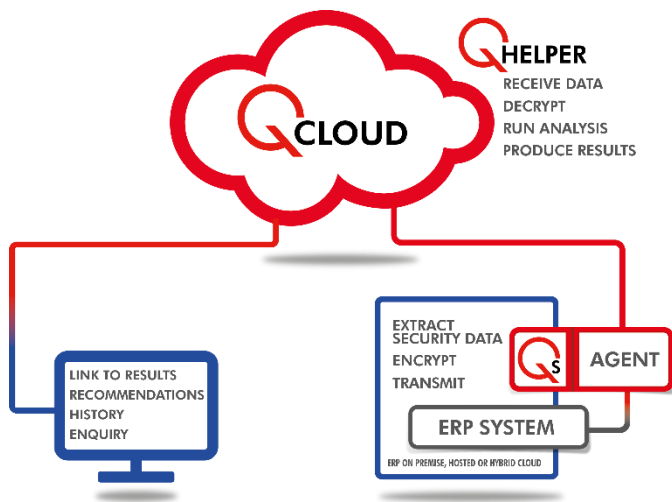 Q HELPER
RECEIVE DATA
DECRYPT
RUN ANALYSIS
PRODUCE RESULTS
Q CLOUD
LINK TO RESULTS
RECOMMENDATIONS
HISTORY
ENQUIRY
EXTRACT
SECURITY DATA
ENCRYPT
TRANSMIT
QS AGENT
ERP SYSTEM
ERP ON PREMISE, HOSTED OR HYBRID CLOUD